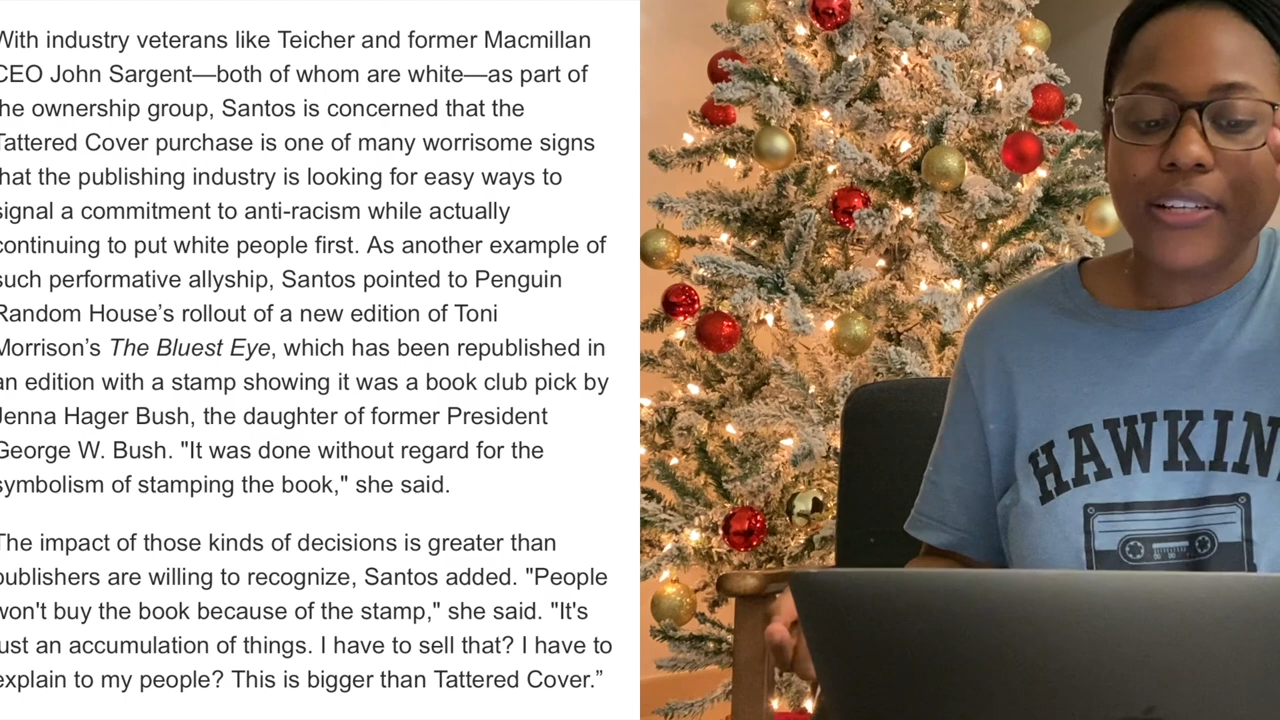 With industry veterans like Teicher and former Macmillan
CEO John Sargent—both of whom are white—as part of
the ownership group, Santos is concerned that the
Tattered Cover purchase is one of many worrisome signs
that the publishing industry is looking for easy ways to
signal a commitment to anti-racism while actually
continuing to put white people first. As another example of
such performative allyship, Santos pointed to Penguin
Random House’s rollout of a new edition of Toni
Morrison’s The Bluest Eye, which has been republished in
an edition with a stamp showing it was a book club pick by
Jenna Hager Bush, the daughter of former President
George W. Bush. "It was done without regard for the
symbolism of stamping the book," she said.
The impact of those kinds of decisions is greater than
publishers are willing to recognize, Santos added. "People
won't buy the book because of the stamp," she said. "It's
just an accumulation of things. I have to sell that? I have to
explain to my people? This is bigger than Tattered Cover.”
HAWKIN